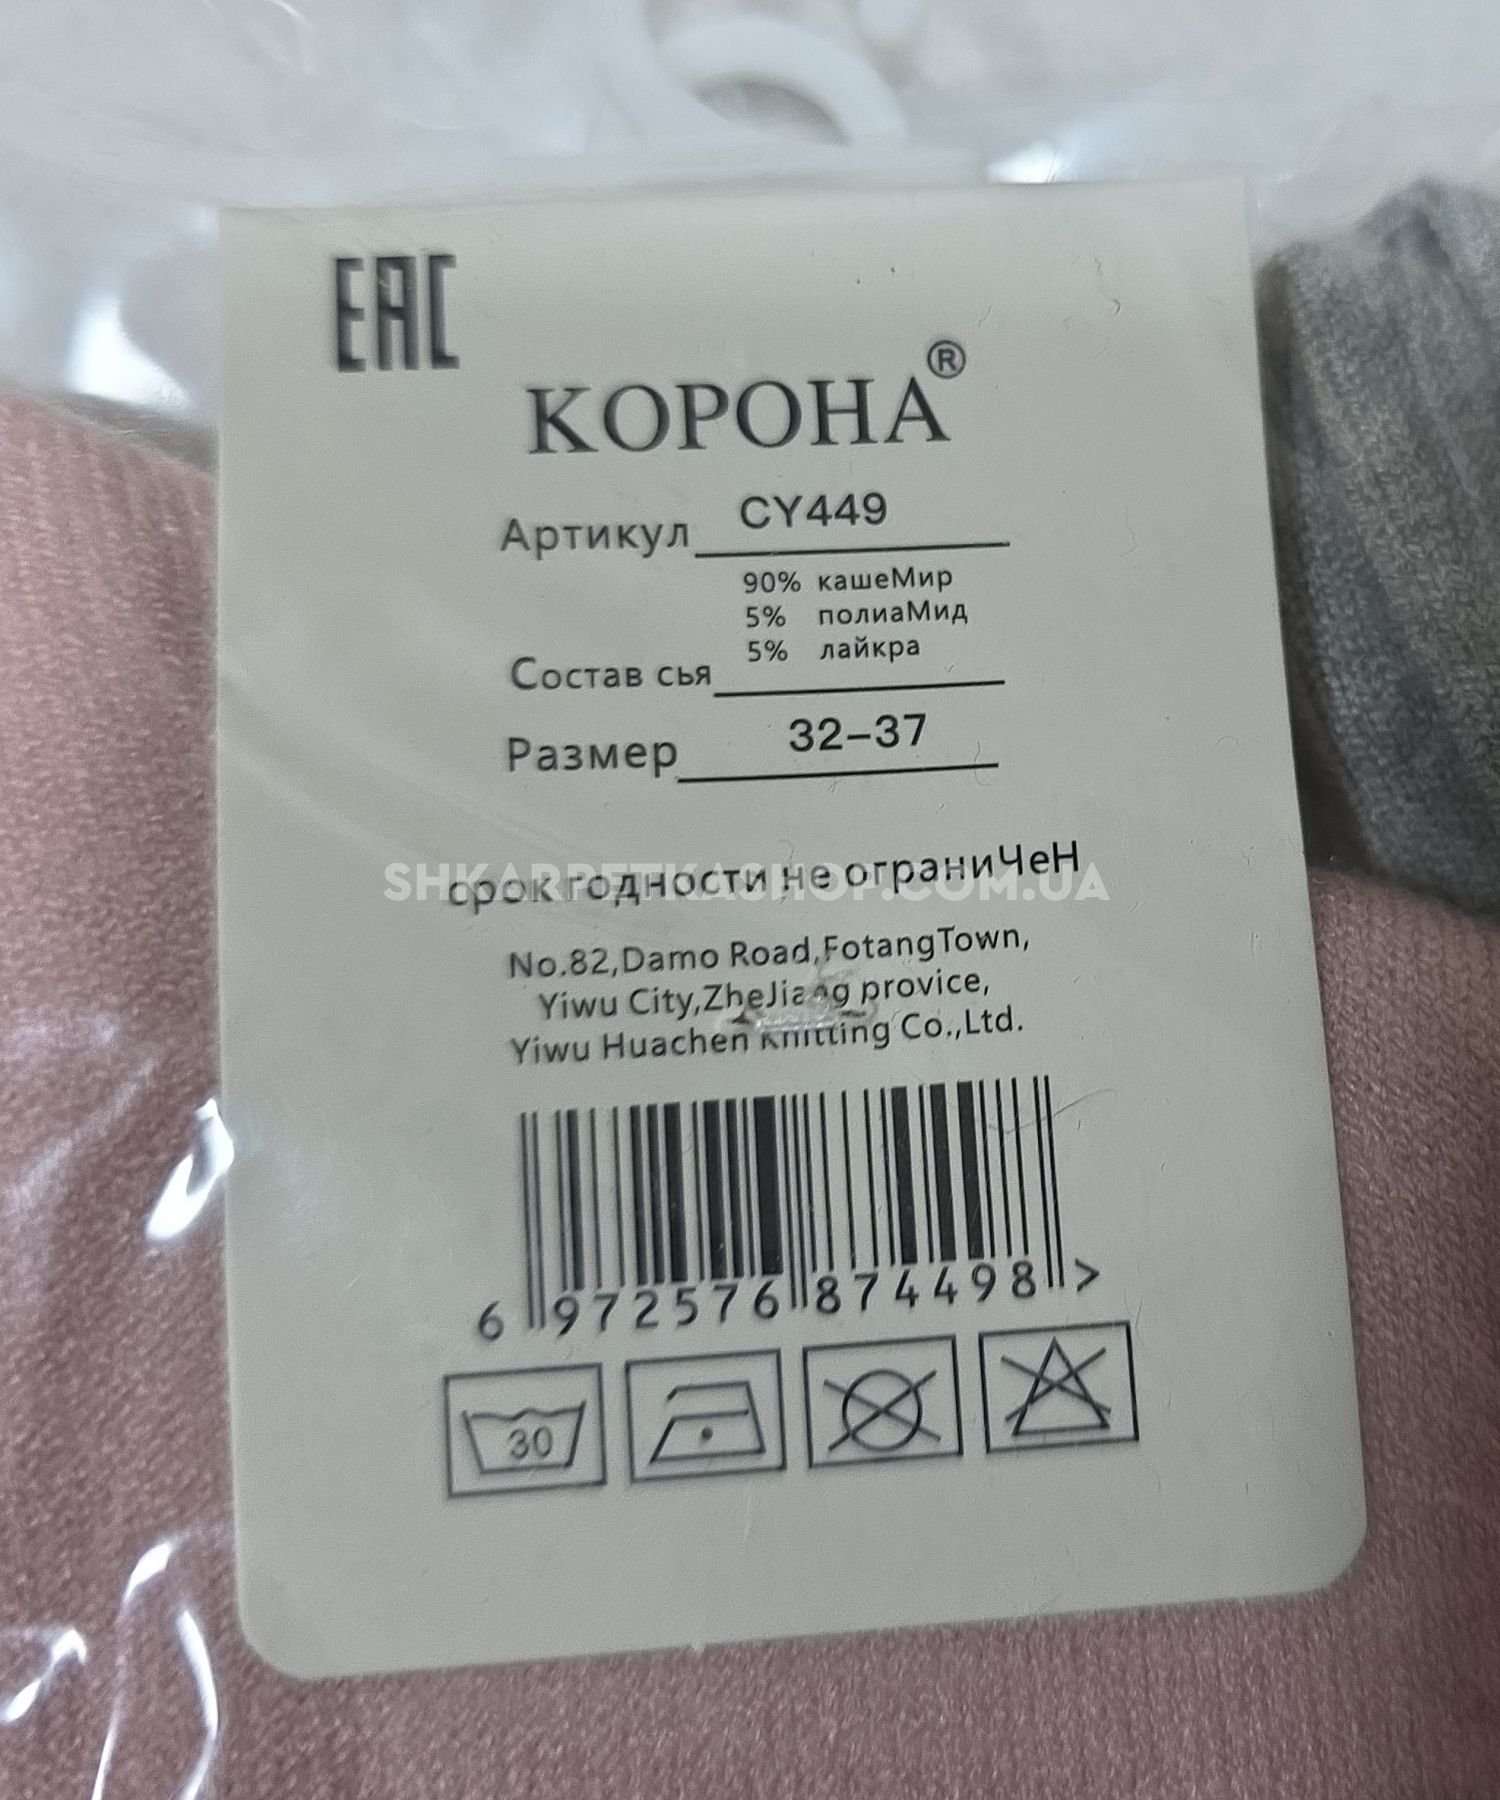 EAC
КОРОНА®
Артикул CY449
90% кашеМир
5% полиаМид
5% лайкра
Состав сья
Размер 32-37
срок годности не ограниЧеН
SHKARPETKASHOP.COM.UA
No.82,Damo Road,FotangTown,
Yiwu City,ZheJiang provice,
Yiwu Huachen Knitting Co.,Ltd.
6 972576 874498 >
30